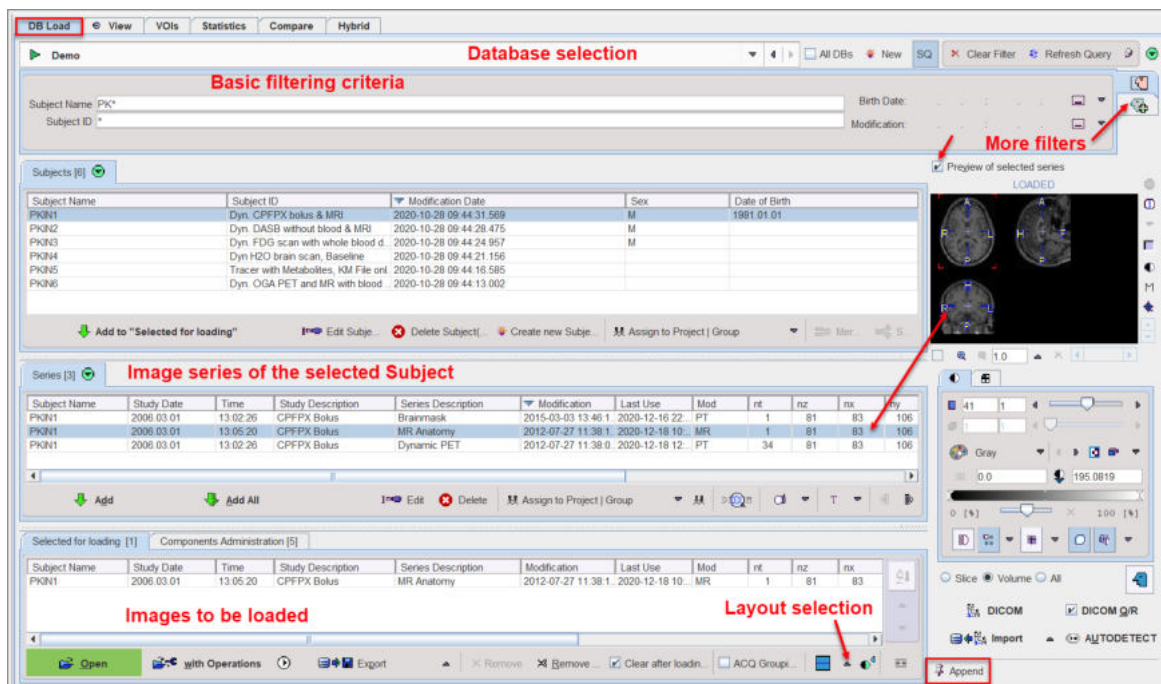 DB Load View VOIs Statistics Compare Hybrid
Demo Database selection All DBs New SQ Clear Filter Refresh Query
Basic filtering criteria
Subject Name PK* Birth Date:
Subject ID * Modification:
More filters
Subjects [6] Preview of selected series
LOADED
Subject Name Subject ID Modification Date Sex Date of Birth
PKIN1 Dyn. CPFPX bolus & MRI 2020-10-28 09:44:31.569 M 1981.01.01
PKIN2 Dyn. DASB without blood & MRI 2020-10-28 09:44:28.475 M
PKIN3 Dyn. FDG scan with whole blood d... 2020-10-28 09:44:24.957 M
PKIN4 Dyn H2O brain scan, Baseline 2020-10-28 09:44:21.156
PKIN5 Tracer with Metabolites, KM File onl... 2020-10-28 09:44:16.585
PKIN6 Dyn. OGA PET and MR with blood ... 2020-10-28 09:44:13.002
A A
R L H F
P P
H
R L
F
M
Add to "Selected for loading" Edit Subje... Delete Subject(... Create new Subje... Assign to Project | Group Mer... S...
1.0
Series [3] Image series of the selected Subject
Subject Name Study Date Time Study Description Series Description Modification Last Use Mod nt nz nx ny
PKIN1 2006.03.01 13:02:26 CPFPX Bolus Brainmask 2015-03-03 13:46:1... 2020-12-16 22:... PT 1 81 83 106
PKIN1 2006.03.01 13:05:20 CPFPX Bolus MR Anatomy 2012-07-27 11:38:1... 2020-12-18 10:... MR 1 81 83 106
PKIN1 2006.03.01 13:02:26 CPFPX Bolus Dynamic PET 2012-07-27 11:38:0... 2020-12-18 12:... PT 34 81 83 106
41 1
1 1
Gray
0.0 195.0819
0 [%] 100 [%]
Add Add All Edit Delete Assign to Project | Group T
Selected for loading [1] Components Administration [5]
Subject Name Study Date Time Study Description Series Description Modification Last Use Mod nt nz nx
PKIN1 2006.03.01 13:05:20 CPFPX Bolus MR Anatomy 2012-07-27 11:38:1... 2020-12-18 10:... MR 1 81 83
Slice Volume All
Images to be loaded Layout selection
DICOM DICOM Q/R
Import AUTODETECT
Open with Operations Export Remove Remove ... Clear after loadin... ACQ Groupi...
Append